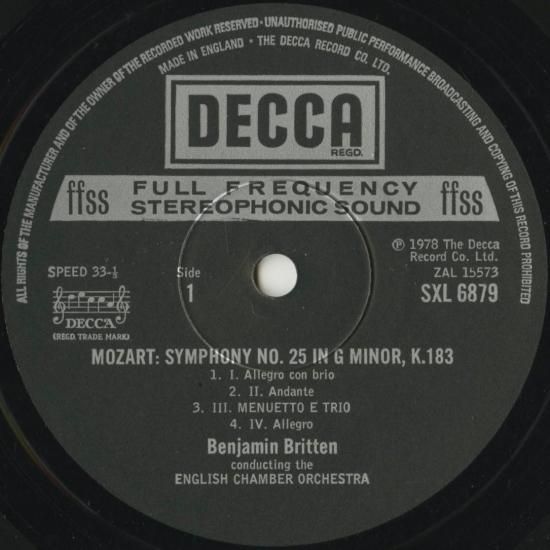 ALL RIGHTS OF THE MANUFACTURER AND OF THE OWNER OF THE RECORDED WORK RESERVED · UNAUTHORISED PUBLIC PERFORMANCE BROADCASTING AND COPYING OF THIS RECORD PROHIBITED
MADE IN ENGLAND · THE DECCA RECORD CO. LTD.
DECCA
REGD.
ffss FULL FREQUENCY ffss
STEREOPHONIC SOUND
℗ 1978 The Decca
Record Co. Ltd.
SPEED 33-⅓
Side
1
ZAL 15573
SXL 6879
DECCA
(REGD. TRADE MARK)
MOZART: SYMPHONY NO. 25 IN G MINOR, K.183
1. I. Allegro con brio
2. II. Andante
3. III. MENUETTO E TRIO
4. IV. Allegro
Benjamin Britten
conducting the
ENGLISH CHAMBER ORCHESTRA